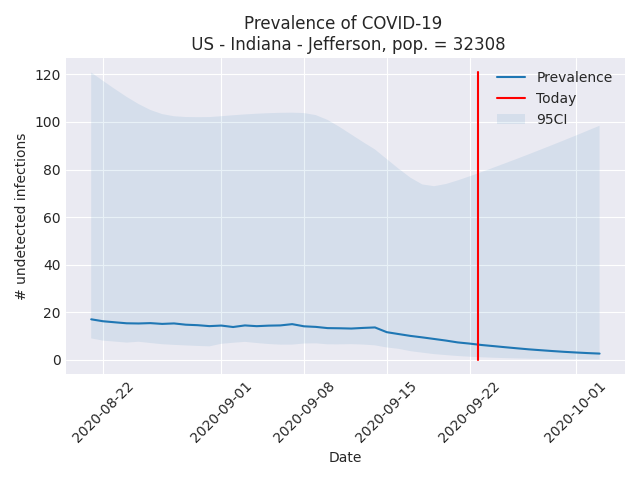 Prevalence of COVID-19
US - Indiana - Jefferson, pop. = 32308
120
100
80
60
40
20
0
# undetected infections
Prevalence
Today
95CI
2020-08-22
2020-09-01
2020-09-08
2020-09-15
2020-09-22
2020-10-01
Date